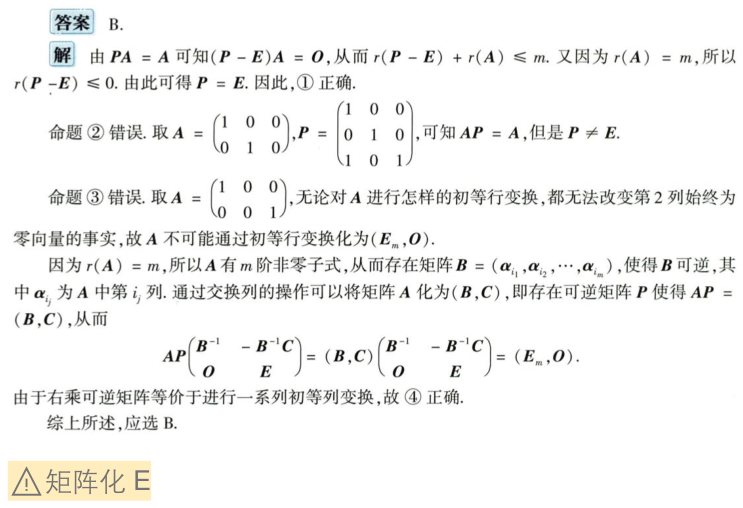 答案 B.
解 由 PA = A 可知(P - E)A = O,从而 r(P - E) + r(A) ≤ m. 又因为 r(A) = m,所以
r(P - E) ≤ 0. 由此可得 P = E. 因此,① 正确.
命题 ② 错误. 取 A = (1 0 0; 0 1 0), P = (1 0 0; 0 1 0; 1 0 1), 可知 AP = A,但是 P ≠ E.
命题 ③ 错误. 取 A = (1 0 0; 0 0 1), 无论对 A 进行怎样的初等行变换,都无法改变第 2 列始终为
零向量的事实,故 A 不可能通过初等行变换化为(E_m,O).
因为 r(A) = m,所以 A 有 m 阶非零子式,从而存在矩阵 B = (α_{i_1},α_{i_2},⋯,α_{i_m}),使得 B 可逆,其
中 α_{i_j} 为 A 中第 i_j 列. 通过交换列的操作可以将矩阵 A 化为(B,C),即存在可逆矩阵 P 使得 AP =
(B,C),从而
AP(B⁻¹ -B⁻¹C; O E) = (B,C)(B⁻¹ -B⁻¹C; O E) = (E_m,O).
由于右乘可逆矩阵等价于进行一系列初等列变换,故 ④ 正确.
综上所述,应选 B.
矩阵化 E